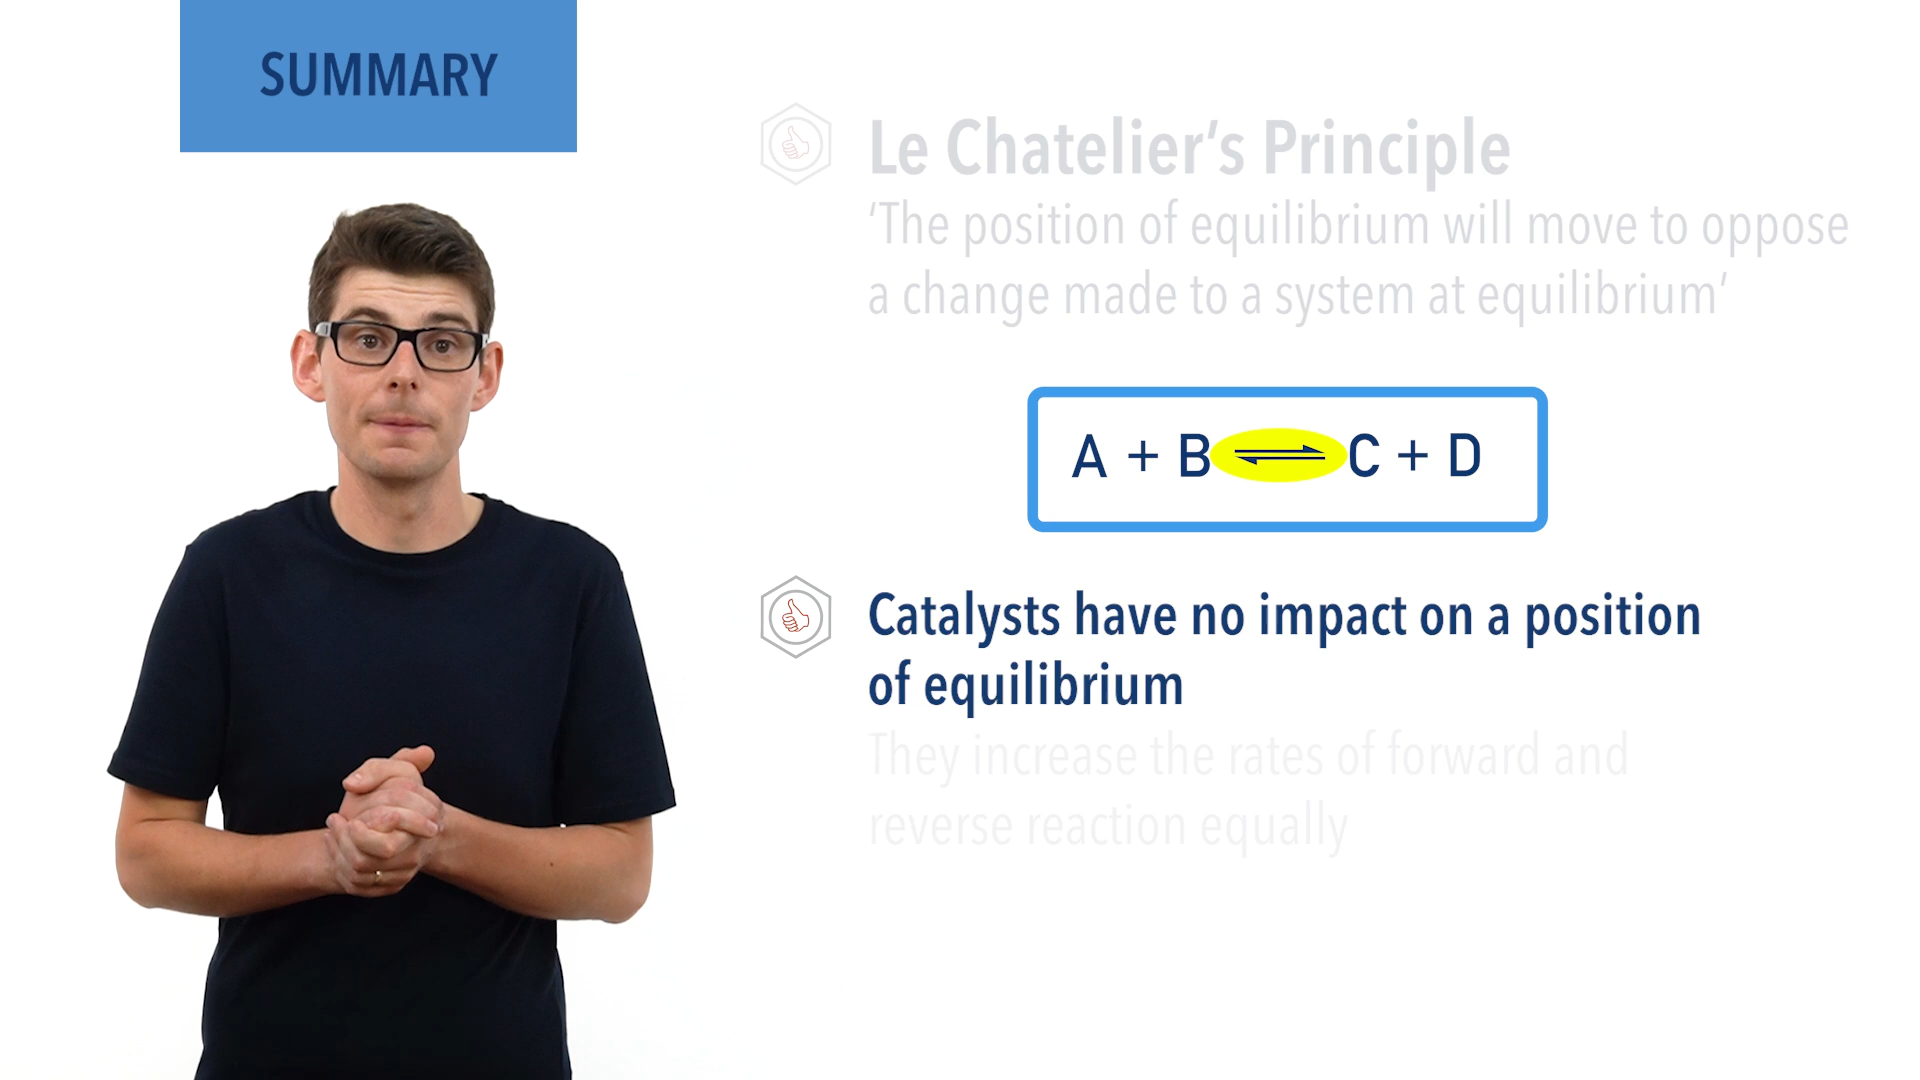 SUMMARY
Le Chatelier’s Principle
‘The position of equilibrium will move to oppose
a change made to a system at equilibrium’
A + B ⇌ C + D
Catalysts have no impact on a position
of equilibrium
They increase the rates of forward and
reverse reaction equally